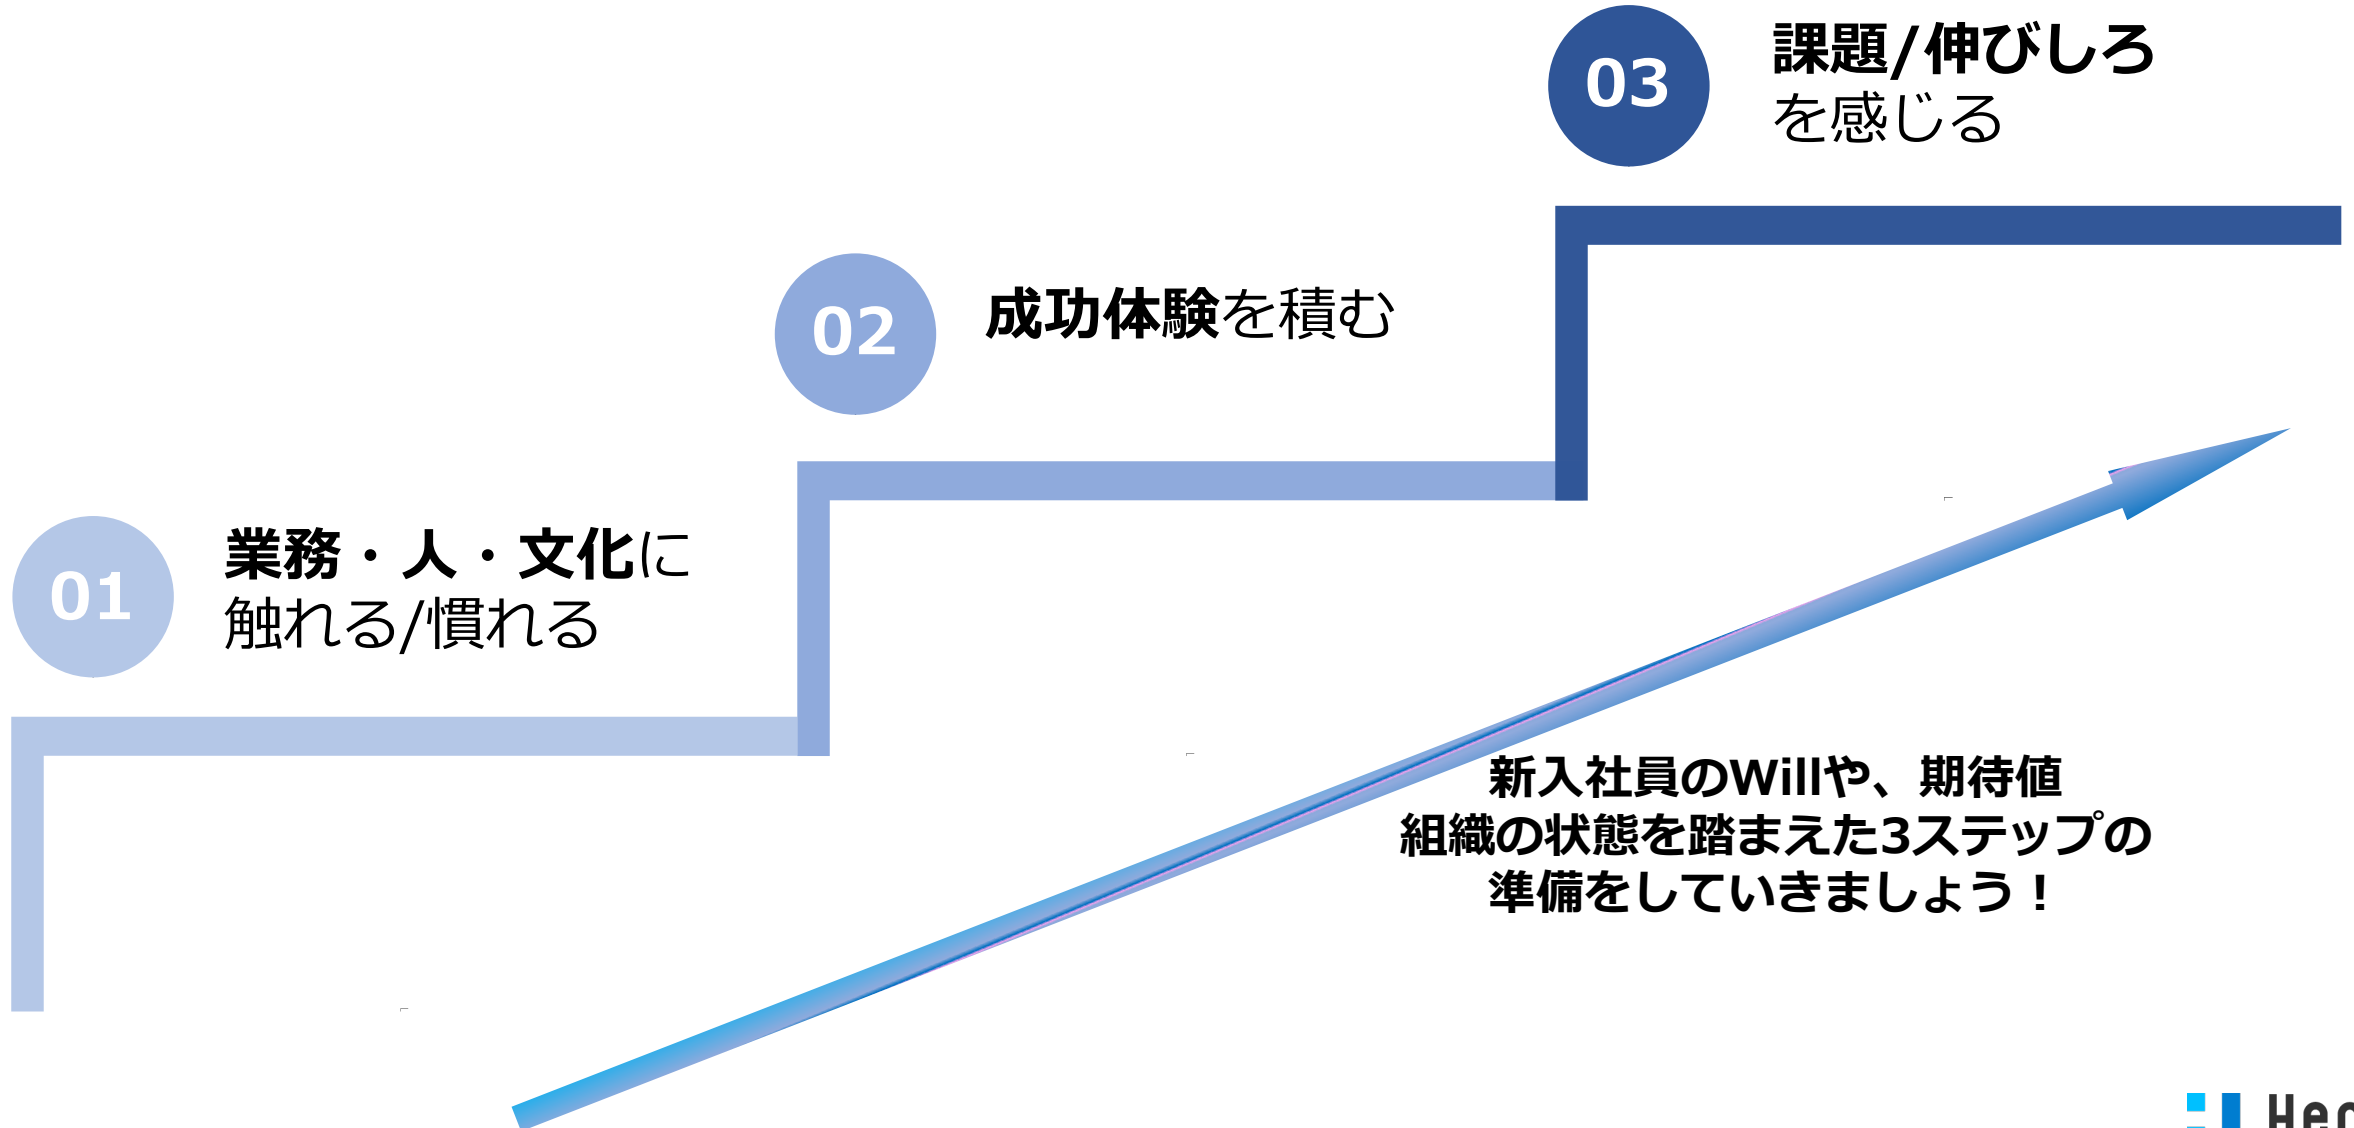 03
課題/伸びしろ
を感じる
02
成功体験を積む
01
業務・人・文化に
触れる/慣れる
新入社員のWillや、期待値
組織の状態を踏まえた3ステップの
準備をしていきましょう！